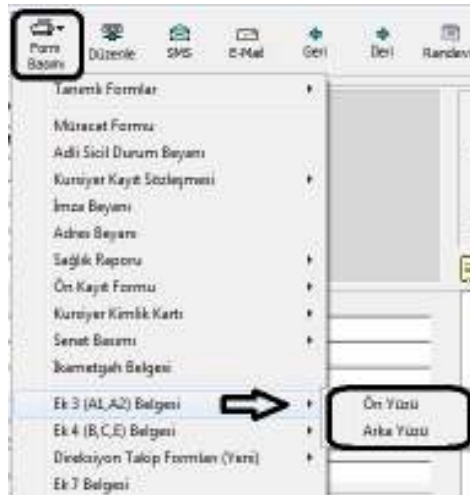 Form Basımı
Düzenle
SMS
E-Mail
Geri
İleri
Randev
Tanımlı Formlar
Müracat Formu
Adli Sicil Durum Beyanı
Kursiyer Kayıt Sözleşmesi
İmza Beyanı
Adres Beyanı
Sağlık Raporu
Ön Kayıt Formu
Kursiyer Kimlik Kartı
Senet Basımı
İkametgah Belgesi
Ek 3 (A1,A2) Belgesi
Ön Yüzü
Ek 4 (B,C,E) Belgesi
Arka Yüzü
Direksiyon Takip Formları (Yeni)
Ek 7 Belgesi